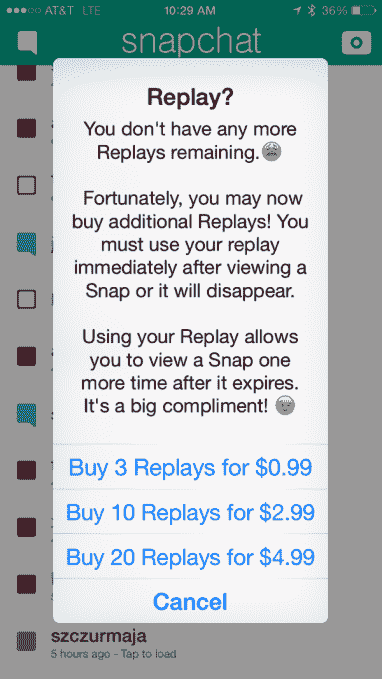 AT&T LTE 10:29 AM 36%
snapchat
Replay?
You don't have any more
Replays remaining.
Fortunately, you may now
buy additional Replays! You
must use your replay
immediately after viewing a
Snap or it will disappear.
Using your Replay allows
you to view a Snap one
more time after it expires.
It's a big compliment!
Buy 3 Replays for $0.99
Buy 10 Replays for $2.99
Buy 20 Replays for $4.99
Cancel
szczurmaja
5 hours ago - Tap to load